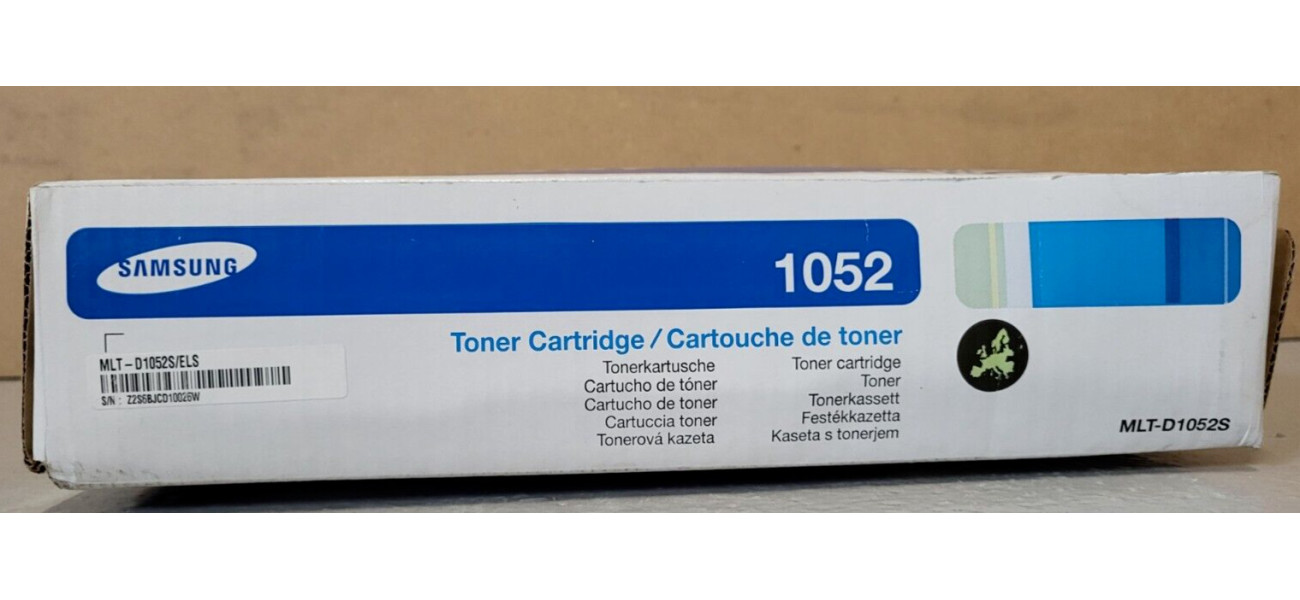 SAMSUNG
1052
MLT-D1052S/ELS
S/N : Z2S6BJCD10026W
Toner Cartridge / Cartouche de toner
Tonerkartusche
Cartucho de tóner
Cartucho de toner
Cartuccia toner
Tonerová kazeta
Toner cartridge
Toner
Tonerkassett
Festékkazetta
Kaseta s tonerjem
MLT-D1052S